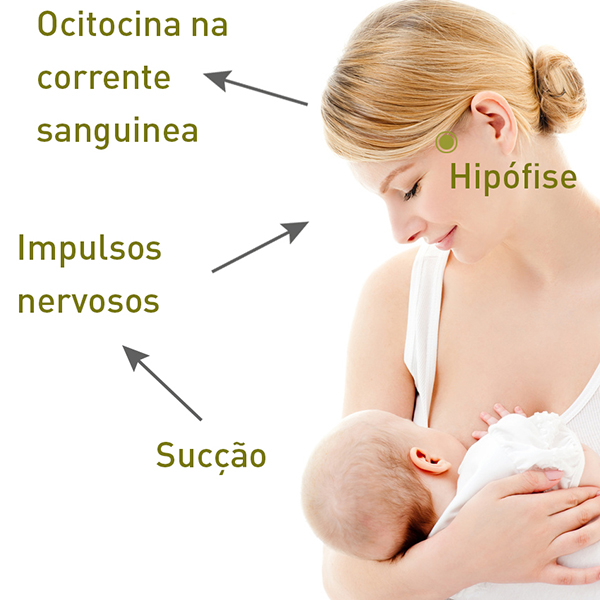 Ocitocina na
corrente
sanguinea
Hipófise
Impulsos
nervosos
Sucção